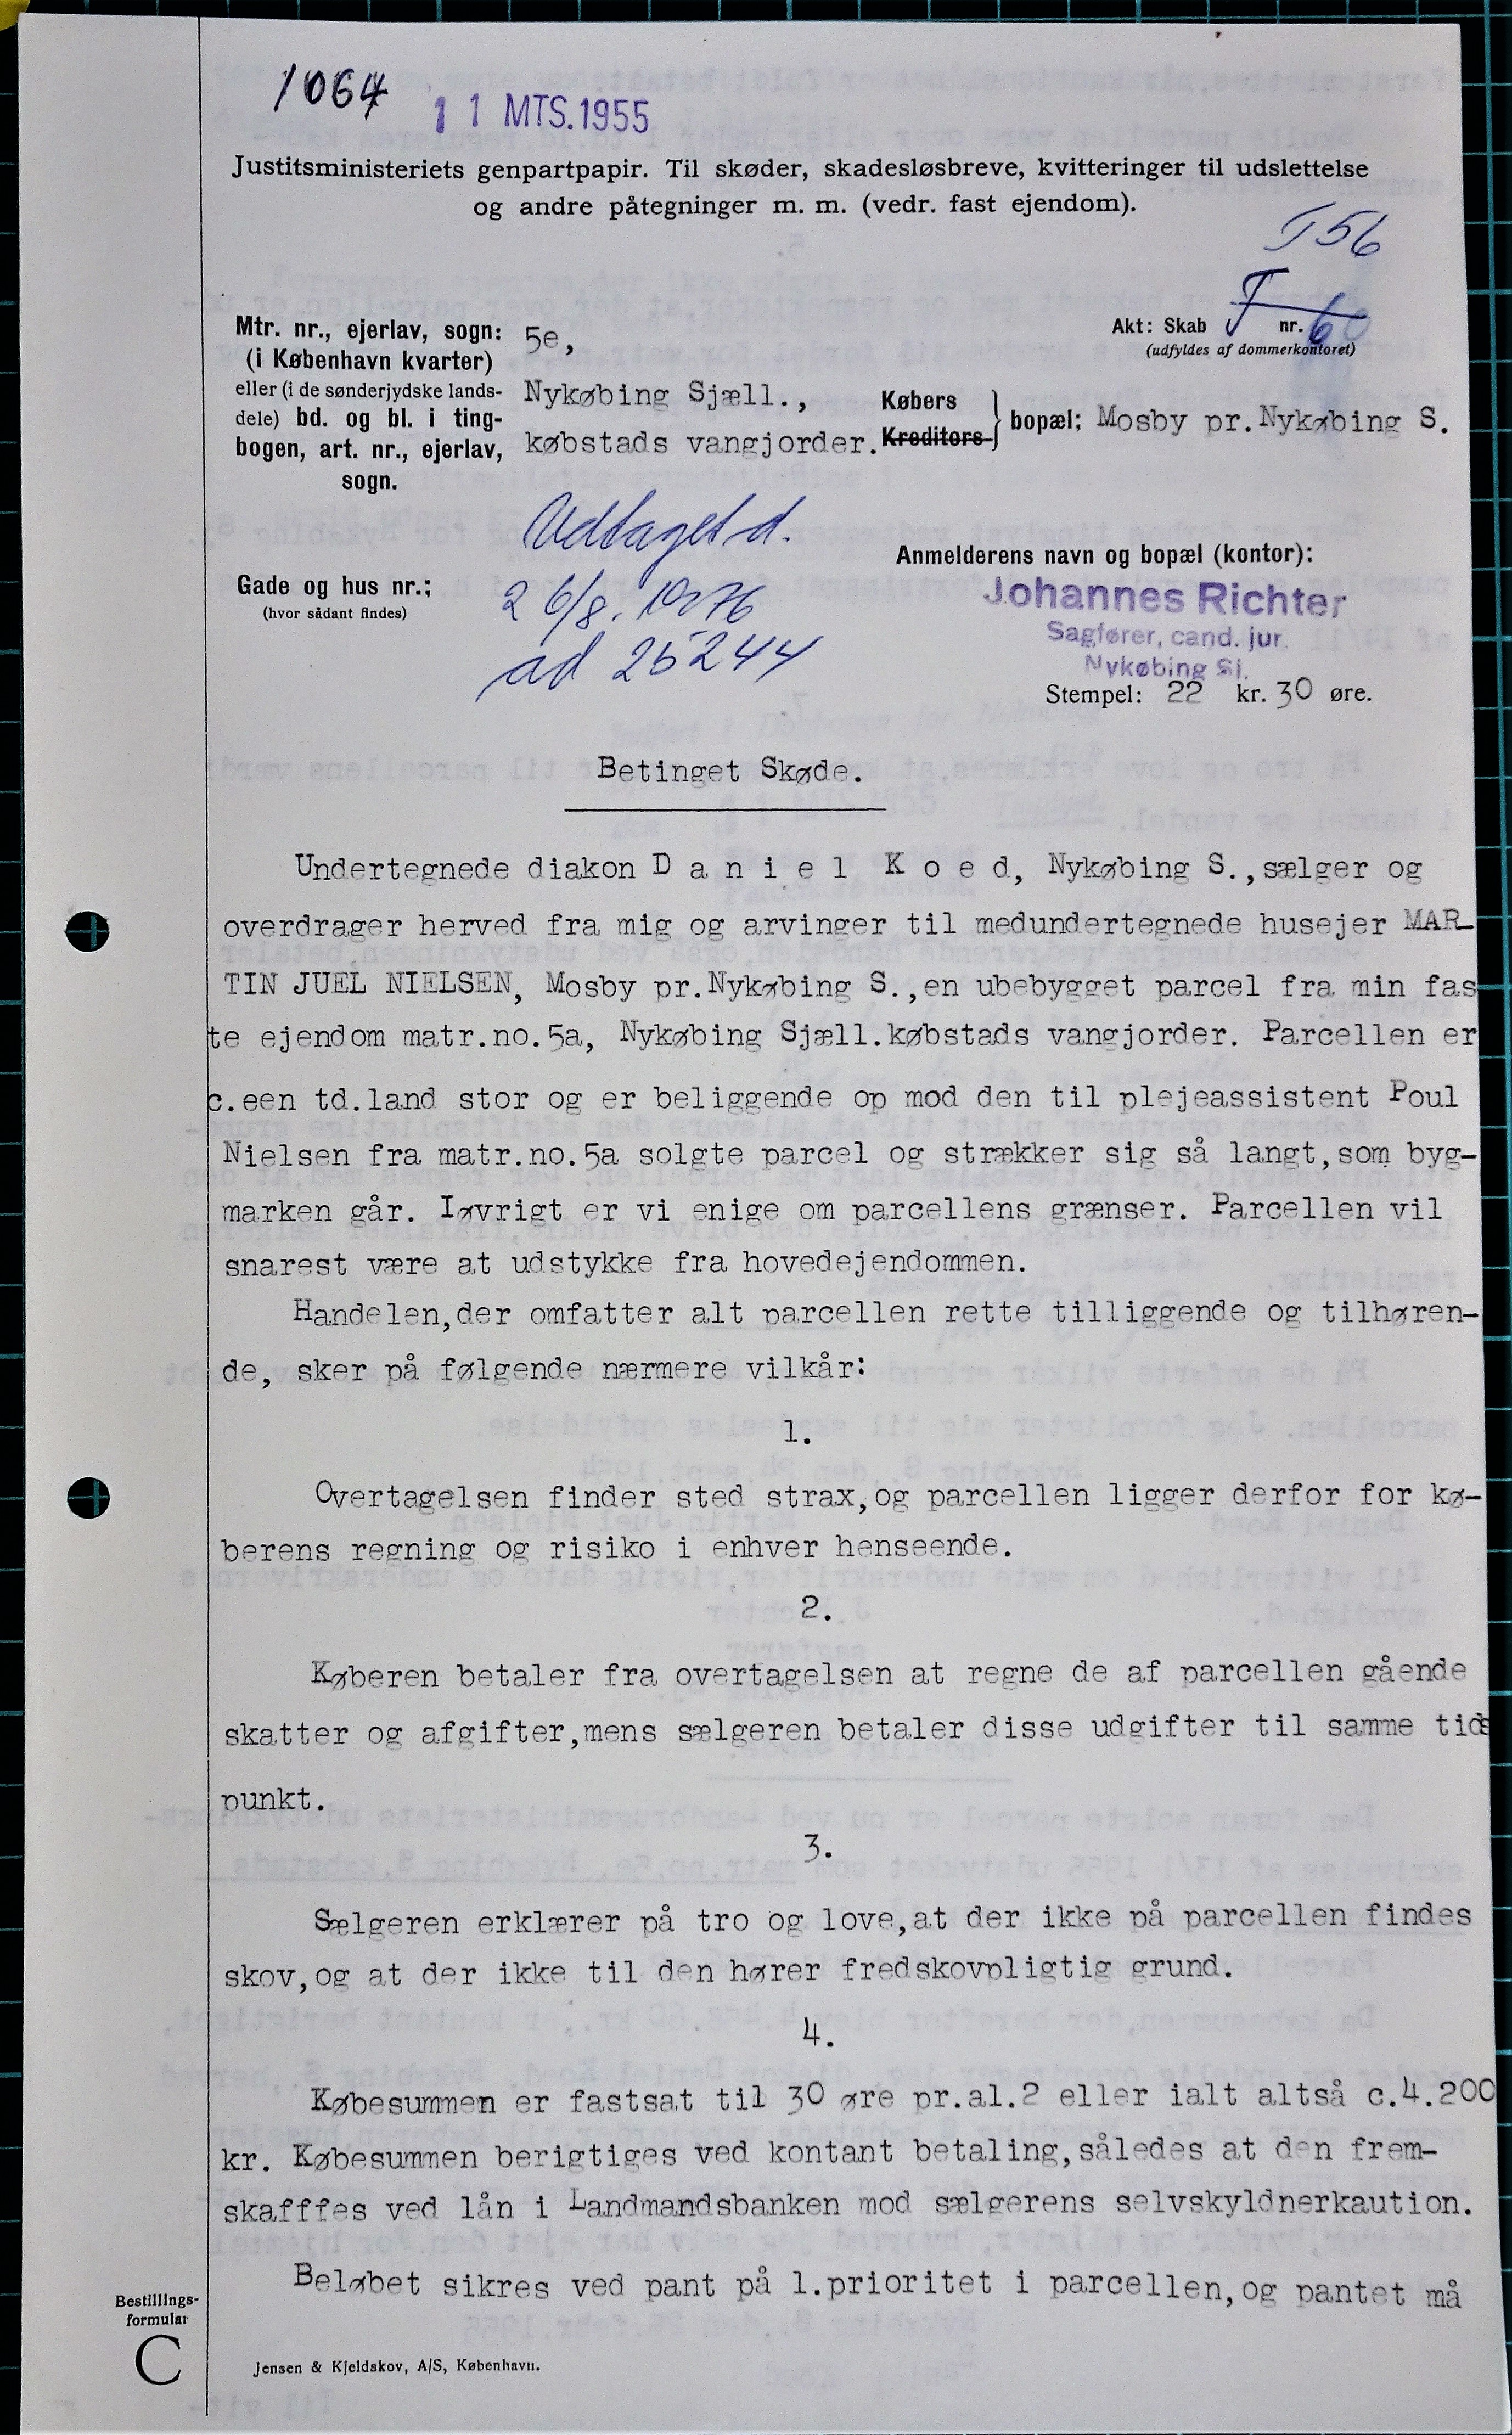 1064
11 MTS. 1955
Justitsministeriets genpartpapir. Til skøder, skadesløsbreve, kvitteringer til udslettelse
og andre påtegninger m. m. (vedr. fast ejendom).
I 56
Mtr. nr., ejerlav, sogn: 5e,
(i København kvarter)
eller (i de sønderjydske lands-
dele) bd. og bl. i ting-
bogen, art. nr., ejerlav,
sogn.
Nykøbing Sjæll.,
købstads vangjorder.
Akt: Skab nr.
(udfyldes af dommerkontoret)
Købers
Kreditors
bopæl: Mosby pr.Nykøbing S.
Udtaget d.
26/8. 1976
ad 25244
Gade og hus nr.:
(hvor sådant findes)
Anmelderens navn og bopæl (kontor):
Johannes Richter
Sagfører, cand. jur.
Nykøbing Sj.
Stempel: 22 kr. 30 øre.
Betinget Skøde.
Undertegnede diakon D a n i e l K o e d, Nykøbing S.,sælger og
overdrager herved fra mig og arvinger til medundertegnede husejer MAR-
TIN JUEL NIELSEN, Mosby pr.Nykøbing S.,en ubebygget parcel fra min fas
te ejendom matr.no.5a, Nykøbing Sjæll.købstads vangjorder. Parcellen er
c.een td.land stor og er beliggende op mod den til plejeassistent Poul
Nielsen fra matr.no.5a solgte parcel og strækker sig så langt,som byg-
marken går. Iøvrigt er vi enige om parcellens grænser. Parcellen vil
snarest være at udstykke fra hovedejendommen.
Handelen,der omfatter alt parcellen rette tilliggende og tilhøren-
de, sker på følgende nærmere vilkår:
1.
Overtagelsen finder sted strax,og parcellen ligger derfor for kø-
berens regning og risiko i enhver henseende.
2.
Køberen betaler fra overtagelsen at regne de af parcellen gående
skatter og afgifter,mens sælgeren betaler disse udgifter til samme tids
punkt.
3.
Sælgeren erklærer på tro og love,at der ikke på parcellen findes
skov,og at der ikke til den hører fredskovpligtig grund.
4.
Købesummen er fastsat til 30 øre pr.al.2 eller ialt altså c.4.200
kr. Købesummen berigtiges ved kontant betaling,således at den frem-
skafffes ved lån i Landmandsbanken mod sælgerens selvskyldnerkaution.
Beløbet sikres ved pant på 1.prioritet i parcellen,og pantet må
Bestillings-
formular
C
Jensen & Kjeldskov, A/S, København.